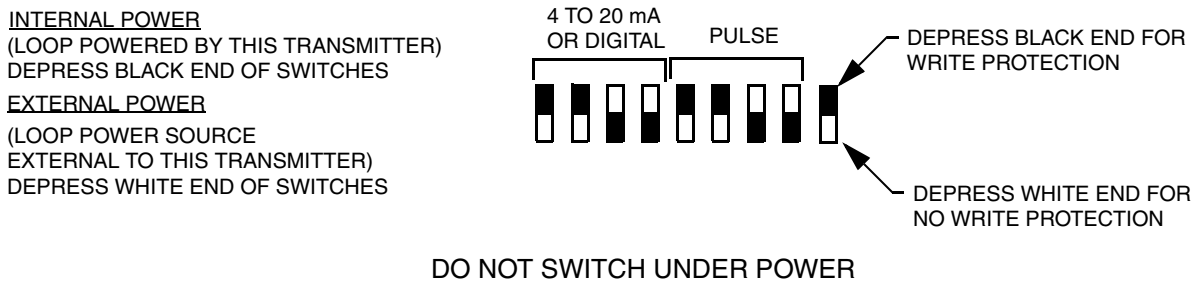 INTERNAL POWER
(LOOP POWERED BY THIS TRANSMITTER)
DEPRESS BLACK END OF SWITCHES
EXTERNAL POWER
(LOOP POWER SOURCE
EXTERNAL TO THIS TRANSMITTER)
DEPRESS WHITE END OF SWITCHES
4 TO 20 mA
OR DIGITAL
PULSE
DEPRESS BLACK END FOR
WRITE PROTECTION
DEPRESS WHITE END FOR
NO WRITE PROTECTION
DO NOT SWITCH UNDER POWER